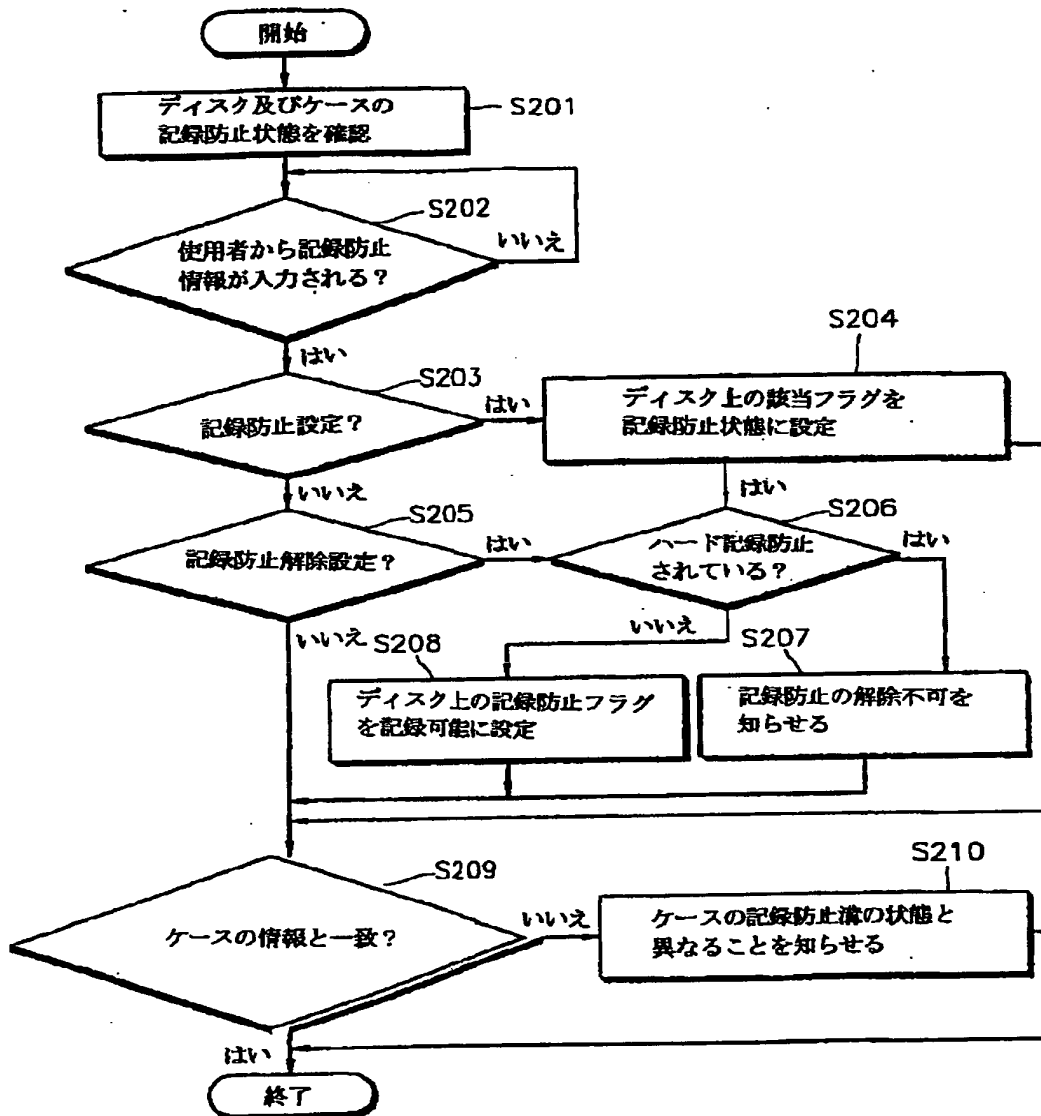 開始
ディスク及びケースの
記録防止状態を確認
S201
S202
使用者から記録防止
情報が入力される？
いいえ
はい
S203
記録防止設定？
はい
S204
ディスク上の該当フラグを
記録防止状態に設定
いいえ
はい
S205
記録防止解除設定？
はい
S206
ハード記録防止
されている？
はい
いいえ
いいえ
S208
ディスク上の記録防止フラグ
を記録可能に設定
S207
記録防止の解除不可を
知らせる
S209
ケースの情報と一致？
いいえ
S210
ケースの記録防止溝の状態と
異なることを知らせる
はい
終了